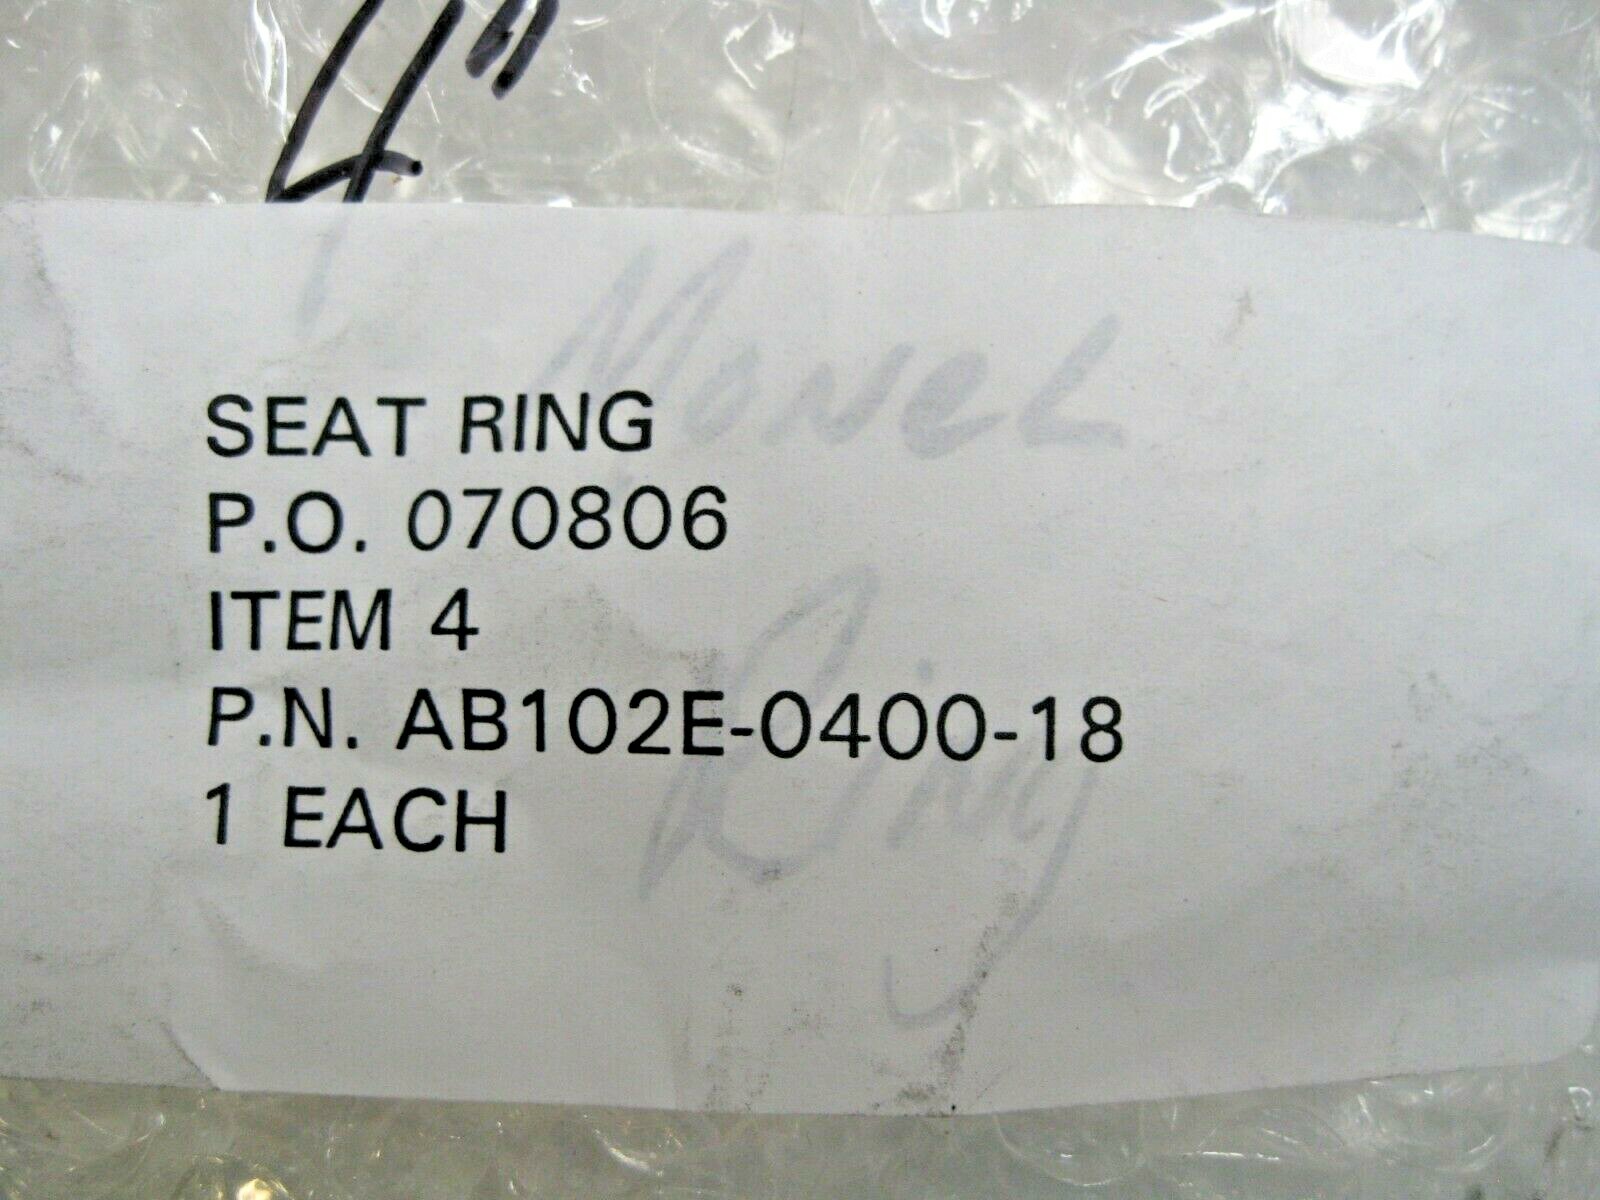 4"
Monel
SEAT RING
P.O. 070806
ITEM 4
P.N. AB102E-0400-18
Ring
1 EACH